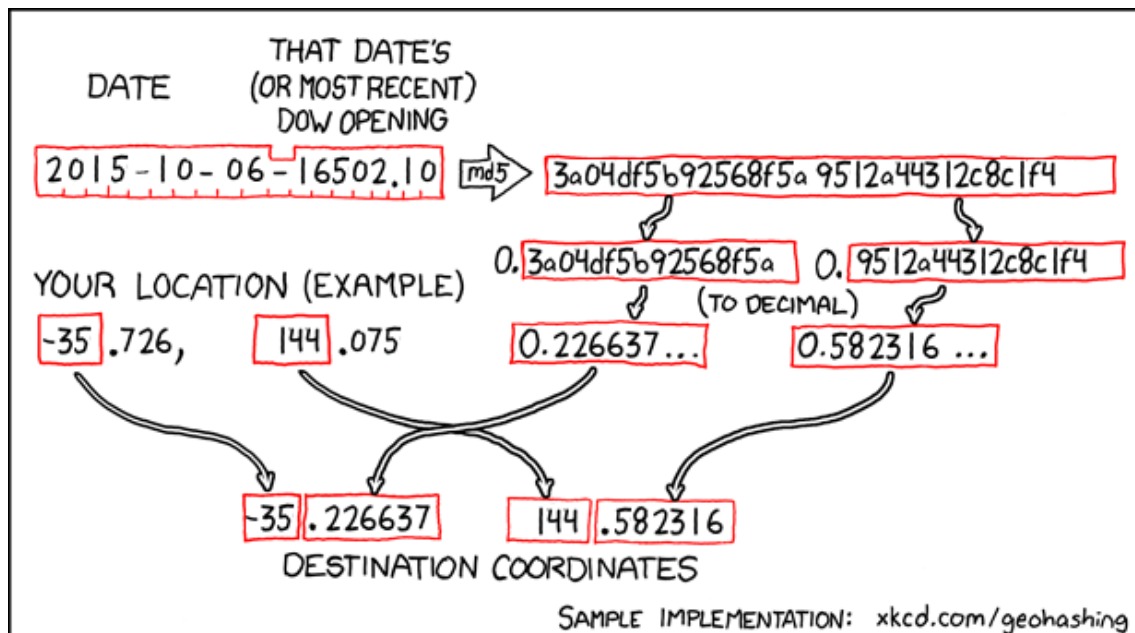 DATE
THAT DATE'S
(OR MOST RECENT)
DOW OPENING
2015-10-06-16502.10
md5
3a04df5b92568f5a9512a44312c8c1f4
0.3a04df5b92568f5a
0.9512a44312c8c1f4
(TO DECIMAL)
YOUR LOCATION (EXAMPLE)
-35.726, 144.075
0.226637...
0.582316...
-35.226637
144.582316
DESTINATION COORDINATES
SAMPLE IMPLEMENTATION: xkcd.com/geohashing